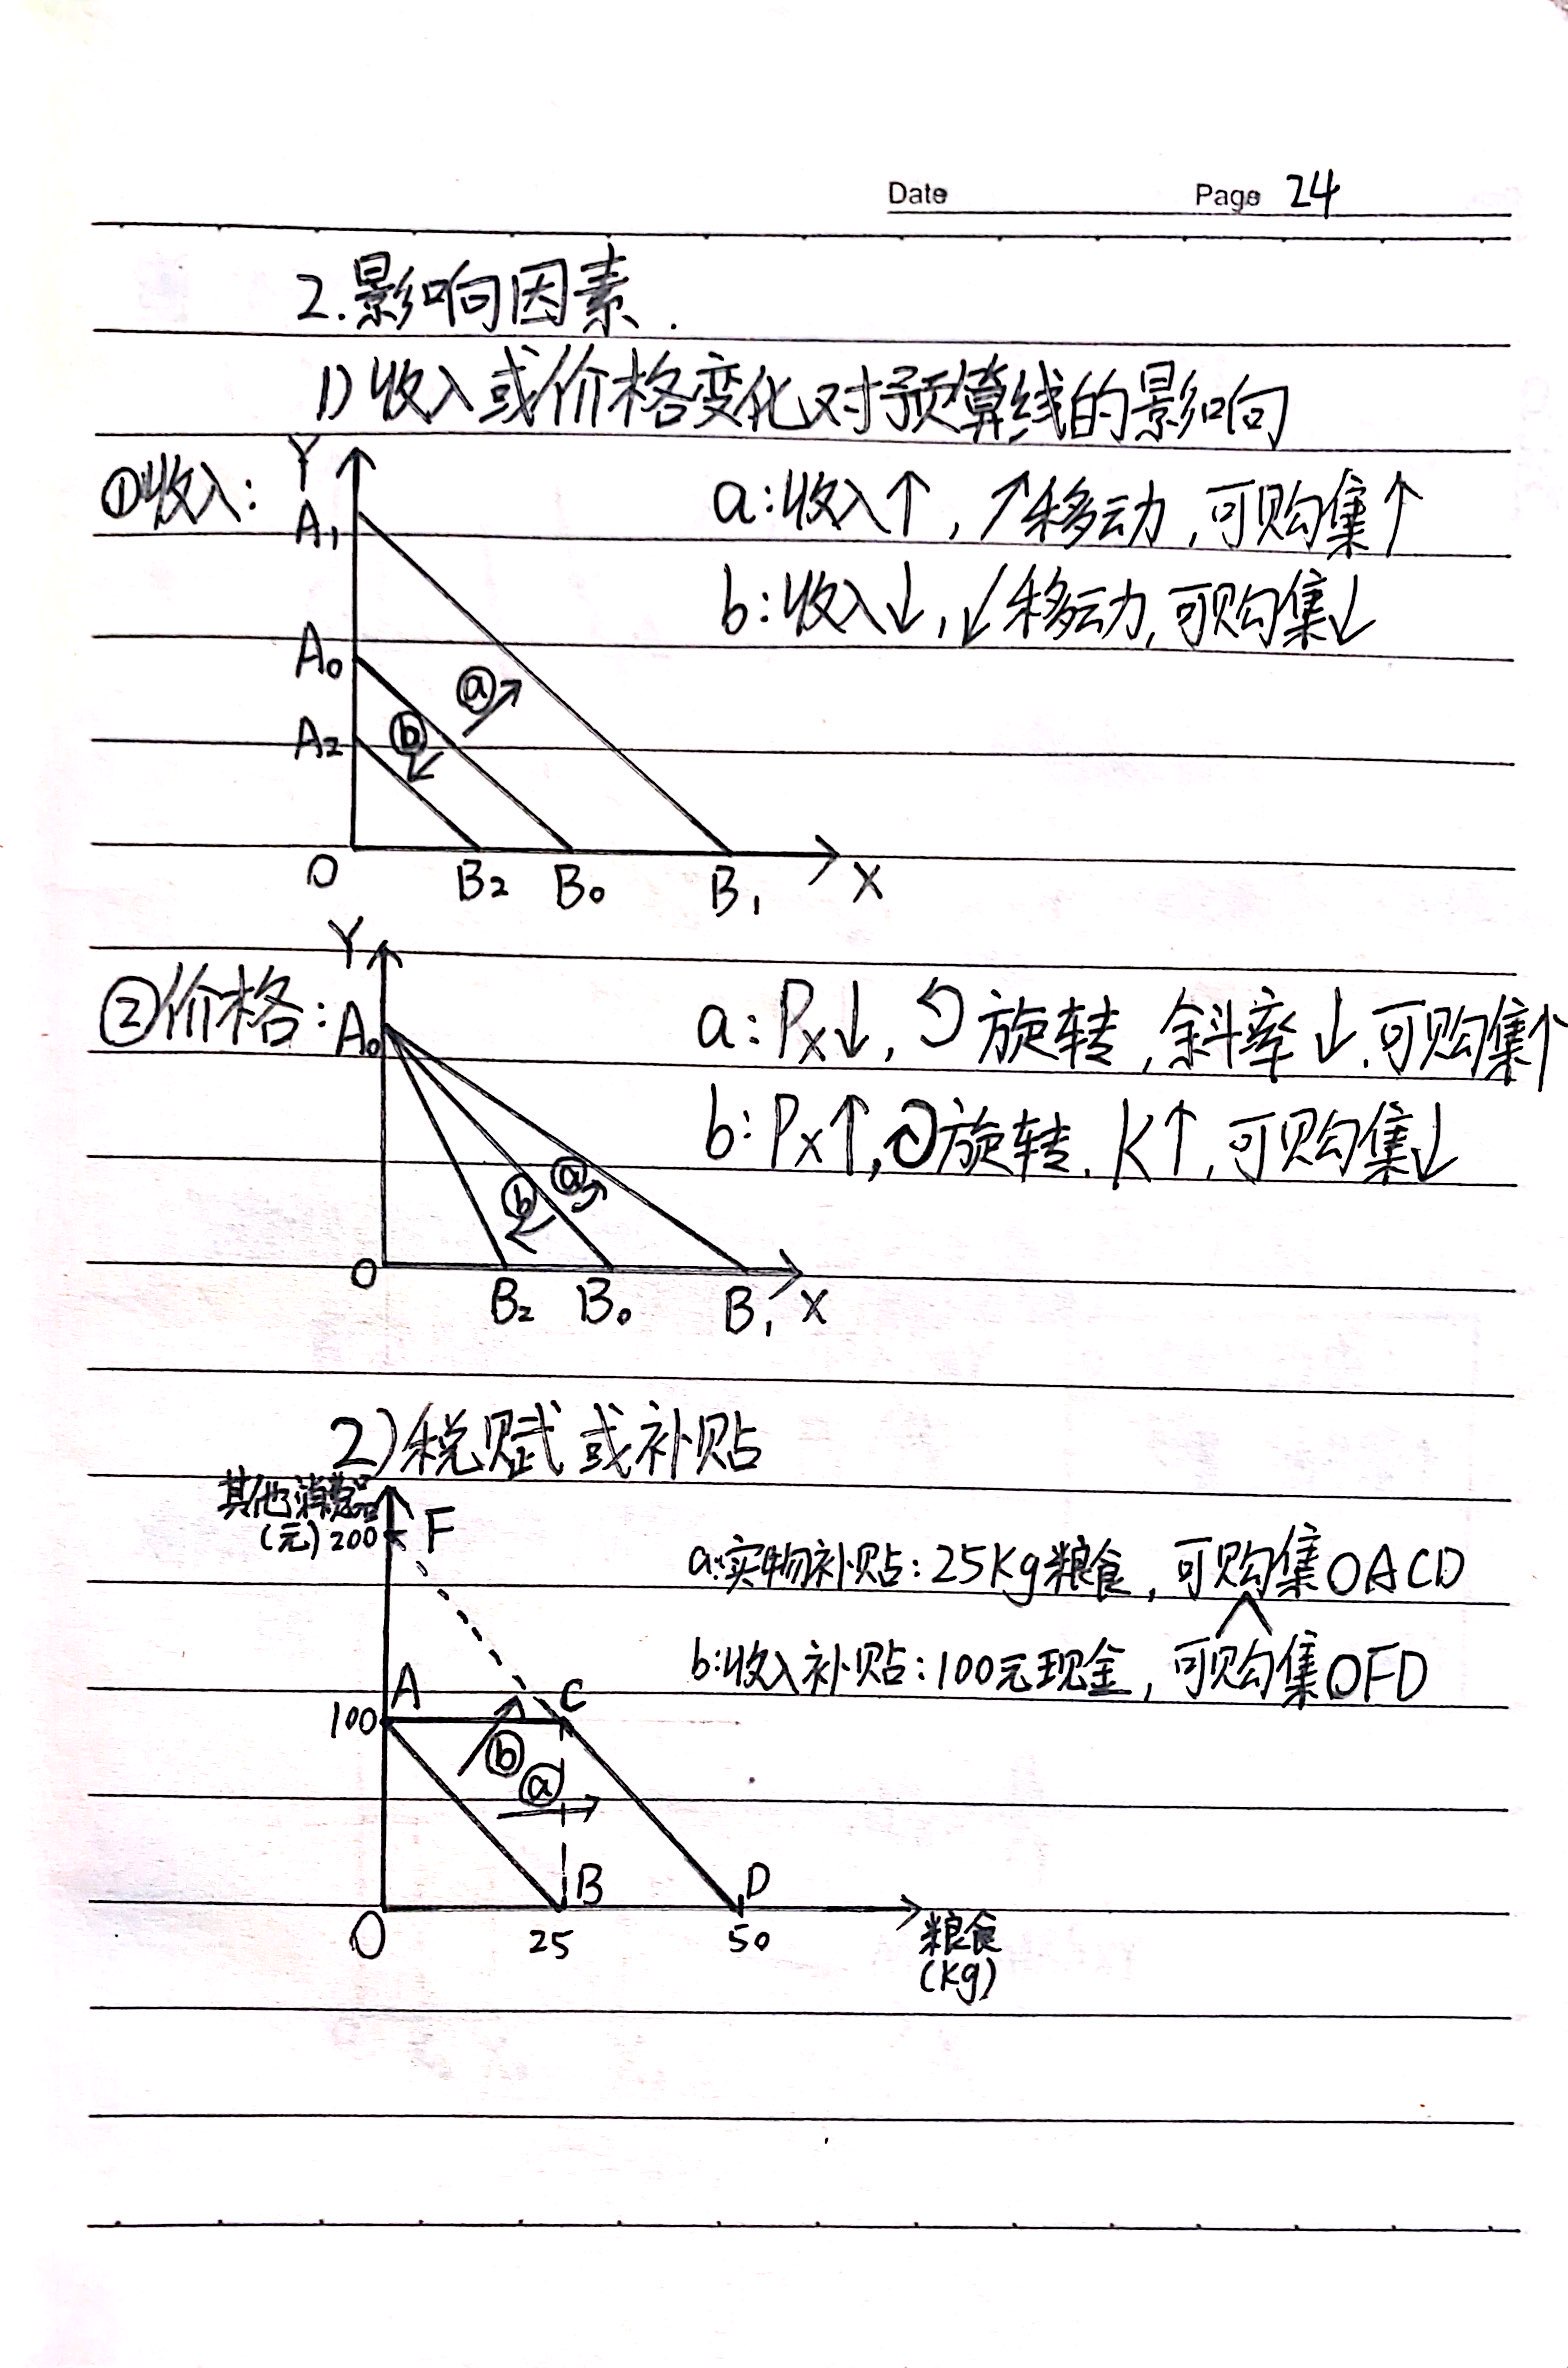 Date Page 24
2.影响因素.
1)收入或价格变化对预算线的影响
①收入:
Y
A₁
A₀
A₂
ⓐ
ⓑ
O B₂ B₀ B₁ X
a:收入↑,↗移动,可购集↑
b:收入↓,↙移动,可购集↓
②价格:
Y
A₀
ⓑ ⓐ
O B₂ B₀ B₁ X
a:Px↓,↺旋转,斜率↓,可购集↑
b:Px↑,↻旋转,K↑,可购集↓
2)税赋或补贴
其他消费品
(元)200 F
A C
100
ⓑ
ⓐ
B D
O 25 50 粮食
(Kg)
a:实物补贴:25Kg粮食,可购集OACD
∧
b:收入补贴:100元现金,可购集OFD